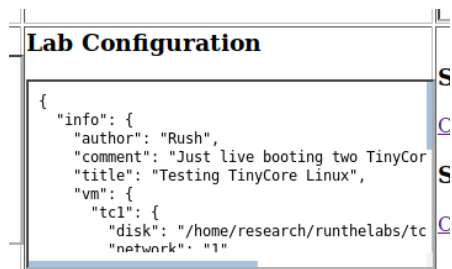 Lab Configuration
{
"info": {
"author": "Rush",
"comment": "Just live booting two TinyCor
"title": "Testing TinyCore Linux",
"vm": {
"tc1": {
"disk": "/home/research/runthelabs/tc
"network": "1"
S
C
S
C